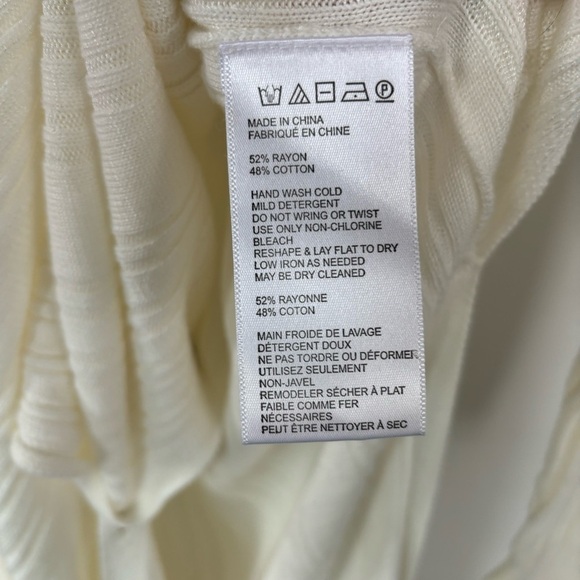 P
MADE IN CHINA
FABRIQUÉ EN CHINE
52% RAYON
48% COTTON
HAND WASH COLD
MILD DETERGENT
DO NOT WRING OR TWIST
USE ONLY NON-CHLORINE
BLEACH
RESHAPE & LAY FLAT TO DRY
LOW IRON AS NEEDED
MAY BE DRY CLEANED
52% RAYONNE
48% COTON
MAIN FROIDE DE LAVAGE
DÉTERGENT DOUX
NE PAS TORDRE OU DÉFORMER
UTILISEZ SEULEMENT
NON-JAVEL
REMODELER SÉCHER À PLAT
FAIBLE COMME FER
NÉCESSAIRES
PEUT ÊTRE NETTOYER À SEC